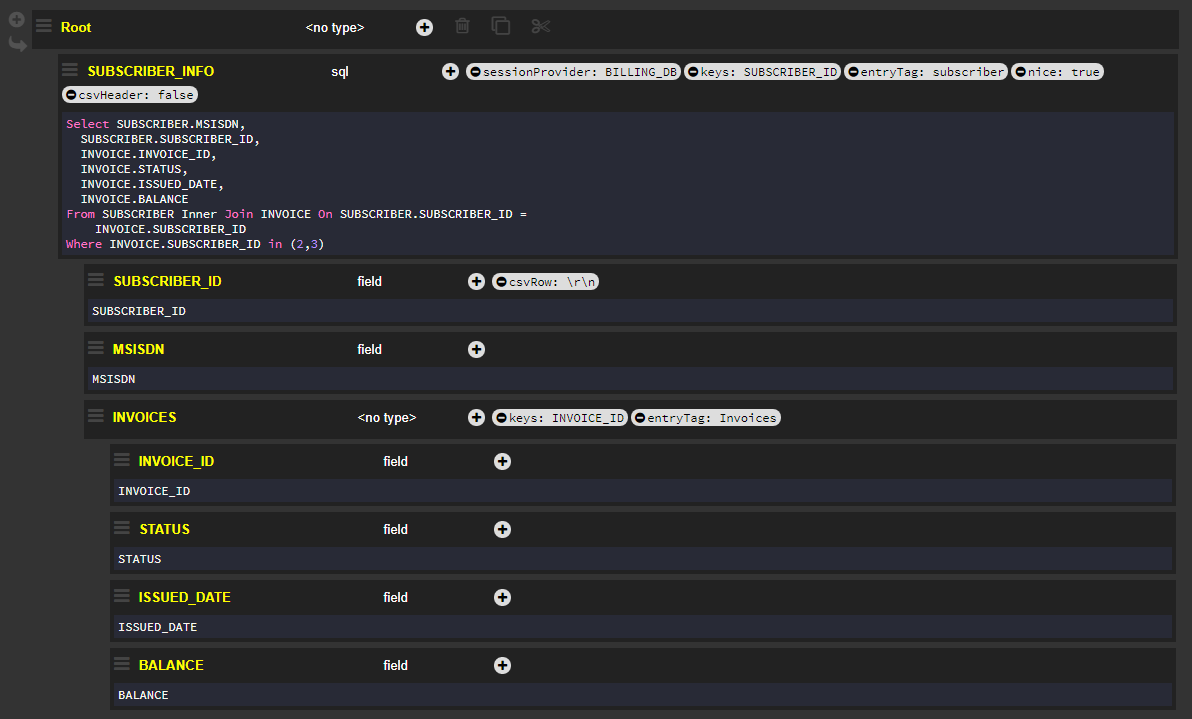 Root <no type>
SUBSCRIBER_INFO sql sessionProvider: BILLING_DB keys: SUBSCRIBER_ID entryTag: subscriber nice: true
csvHeader: false
Select SUBSCRIBER.MSISDN,
SUBSCRIBER.SUBSCRIBER_ID,
INVOICE.INVOICE_ID,
INVOICE.STATUS,
INVOICE.ISSUED_DATE,
INVOICE.BALANCE
From SUBSCRIBER Inner Join INVOICE On SUBSCRIBER.SUBSCRIBER_ID =
INVOICE.SUBSCRIBER_ID
Where INVOICE.SUBSCRIBER_ID in (2,3)
SUBSCRIBER_ID field csvRow: \r\n
SUBSCRIBER_ID
MSISDN field
MSISDN
INVOICES <no type> keys: INVOICE_ID entryTag: Invoices
INVOICE_ID field
INVOICE_ID
STATUS field
STATUS
ISSUED_DATE field
ISSUED_DATE
BALANCE field
BALANCE